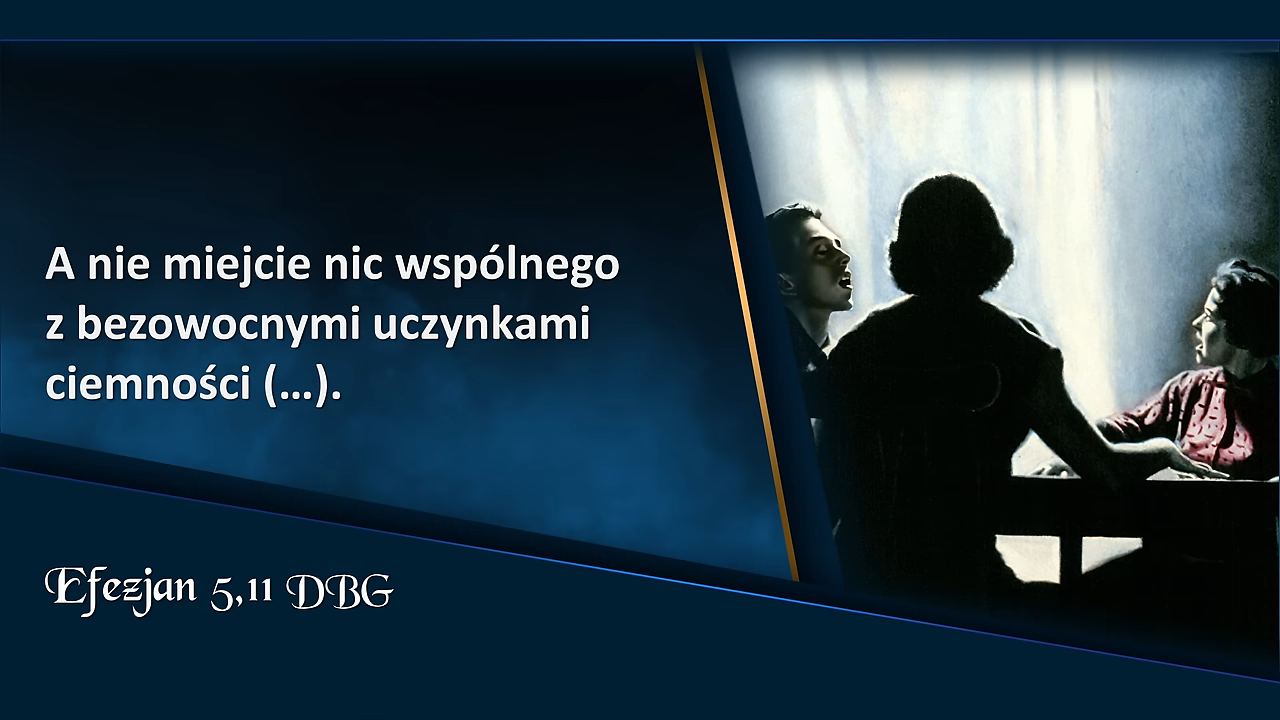 A nie miejcie nic wspólnego
z bezowocnymi uczynkami
ciemności (...).
Efezjan 5,11 DBG